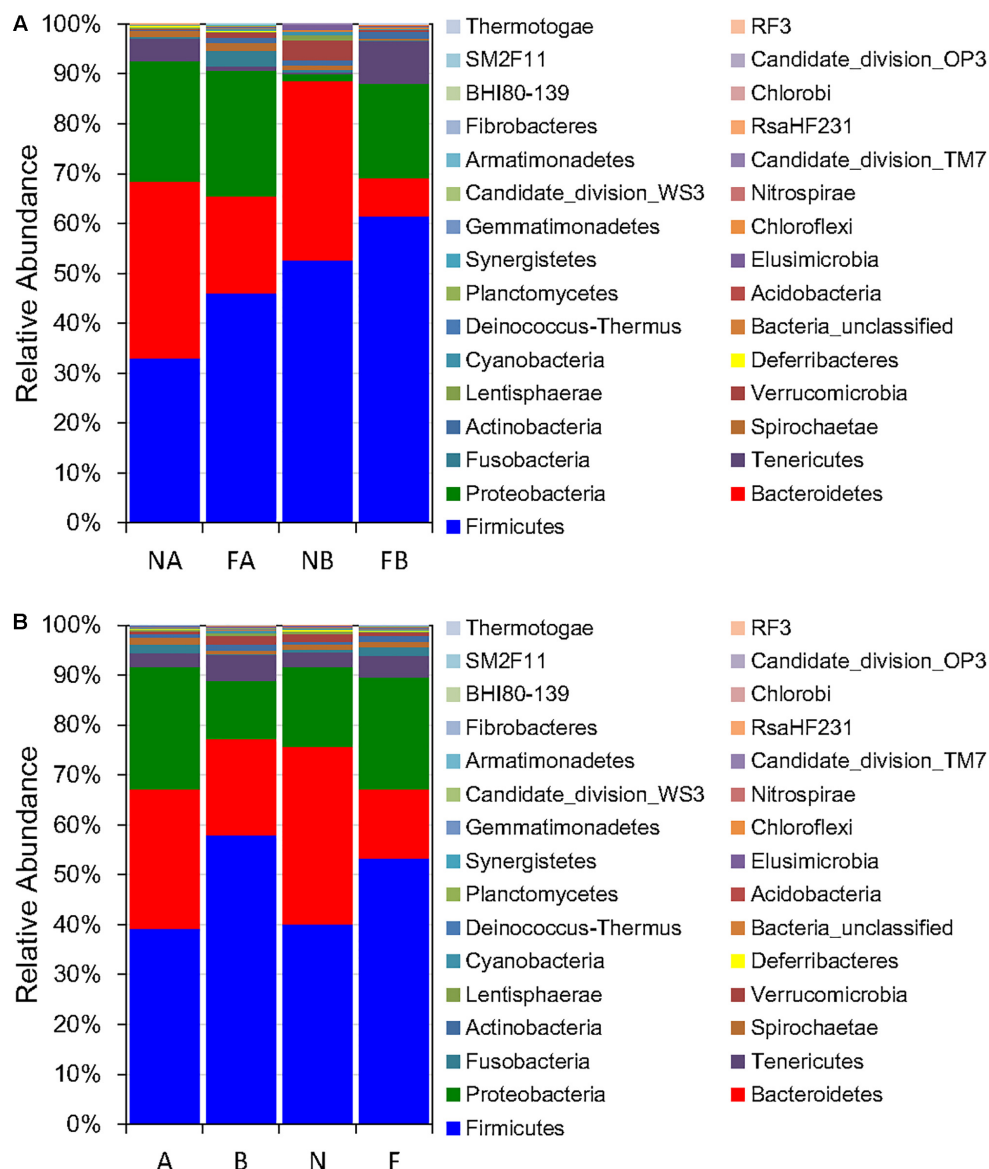 A
Relative Abundance
100%
90%
80%
70%
60%
50%
40%
30%
20%
10%
0%
NA FA NB FB
Thermotogae RF3
SM2F11 Candidate_division_OP3
BHI80-139 Chlorobi
Fibrobacteres RsaHF231
Armatimonadetes Candidate_division_TM7
Candidate_division_WS3 Nitrospirae
Gemmatimonadetes Chloroflexi
Synergistetes Elusimicrobia
Planctomycetes Acidobacteria
Deinococcus-Thermus Bacteria_unclassified
Cyanobacteria Deferribacteres
Lentisphaerae Verrucomicrobia
Actinobacteria Spirochaetae
Fusobacteria Tenericutes
Proteobacteria Bacteroidetes
Firmicutes
B
Relative Abundance
100%
90%
80%
70%
60%
50%
40%
30%
20%
10%
0%
A B N F
Thermotogae RF3
SM2F11 Candidate_division_OP3
BHI80-139 Chlorobi
Fibrobacteres RsaHF231
Armatimonadetes Candidate_division_TM7
Candidate_division_WS3 Nitrospirae
Gemmatimonadetes Chloroflexi
Synergistetes Elusimicrobia
Planctomycetes Acidobacteria
Deinococcus-Thermus Bacteria_unclassified
Cyanobacteria Deferribacteres
Lentisphaerae Verrucomicrobia
Actinobacteria Spirochaetae
Fusobacteria Tenericutes
Proteobacteria Bacteroidetes
Firmicutes